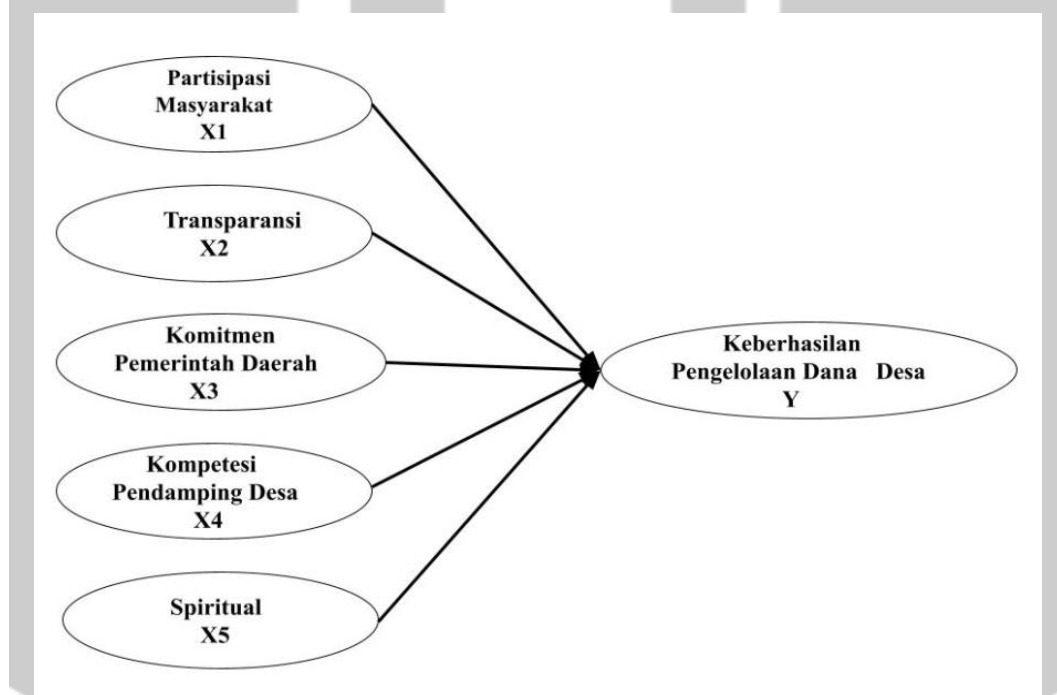 Partisipasi
Masyarakat
X1
Transparansi
X2
Komitmen
Pemerintah Daerah
X3
Kompetesi
Pendamping Desa
X4
Spiritual
X5
Keberhasilan
Pengelolaan Dana Desa
Y